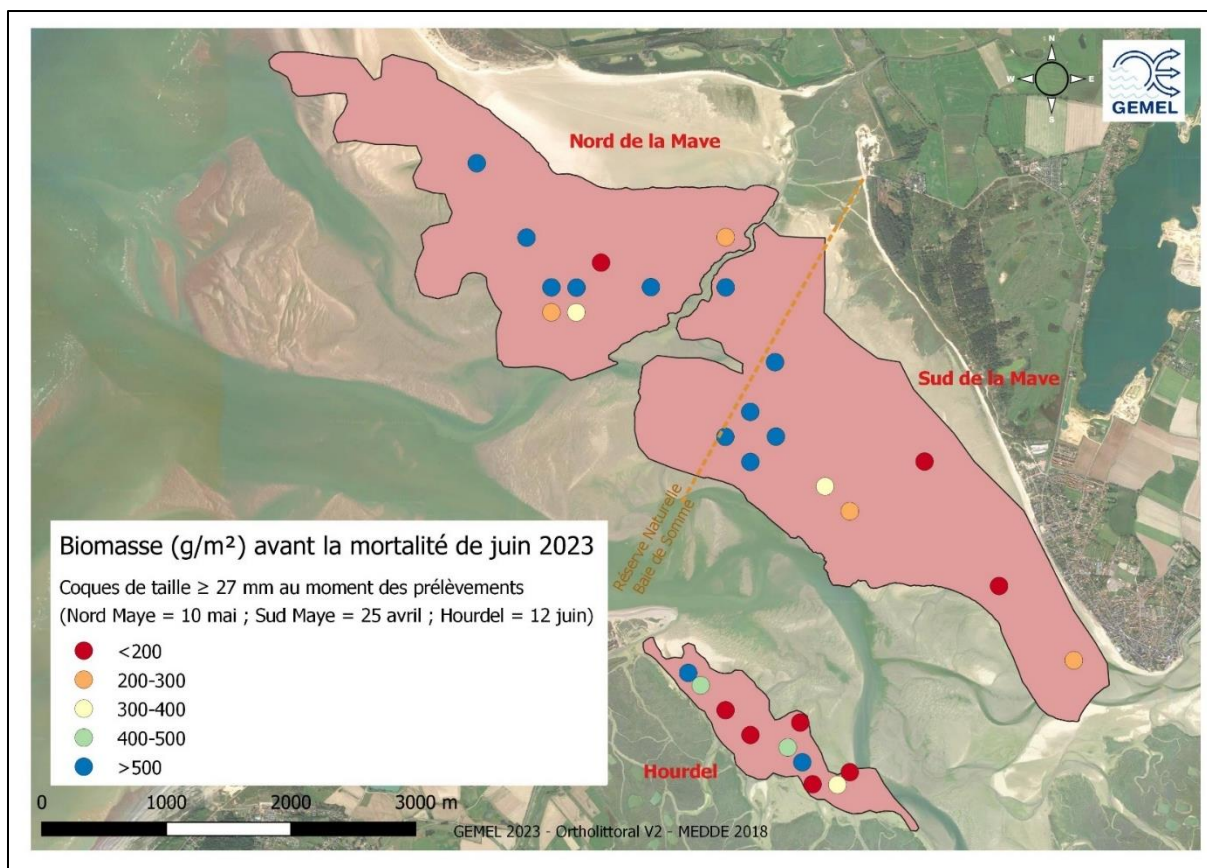 N
W
E
S
GEMEL
Nord de la Maye
Sud de la Maye
Réserve Naturelle
Baie de Somme
Biomasse (g/m²) avant la mortalité de juin 2023
Coques de taille ≥ 27 mm au moment des prélèvements
(Nord Maye = 10 mai ; Sud Maye = 25 avril ; Hourdel = 12 juin)
<200
200-300
300-400
400-500
>500
Hourdel
0 1000 2000 3000 m
GEMEL 2023 - Ortholittoral V2 - MEDDE 2018